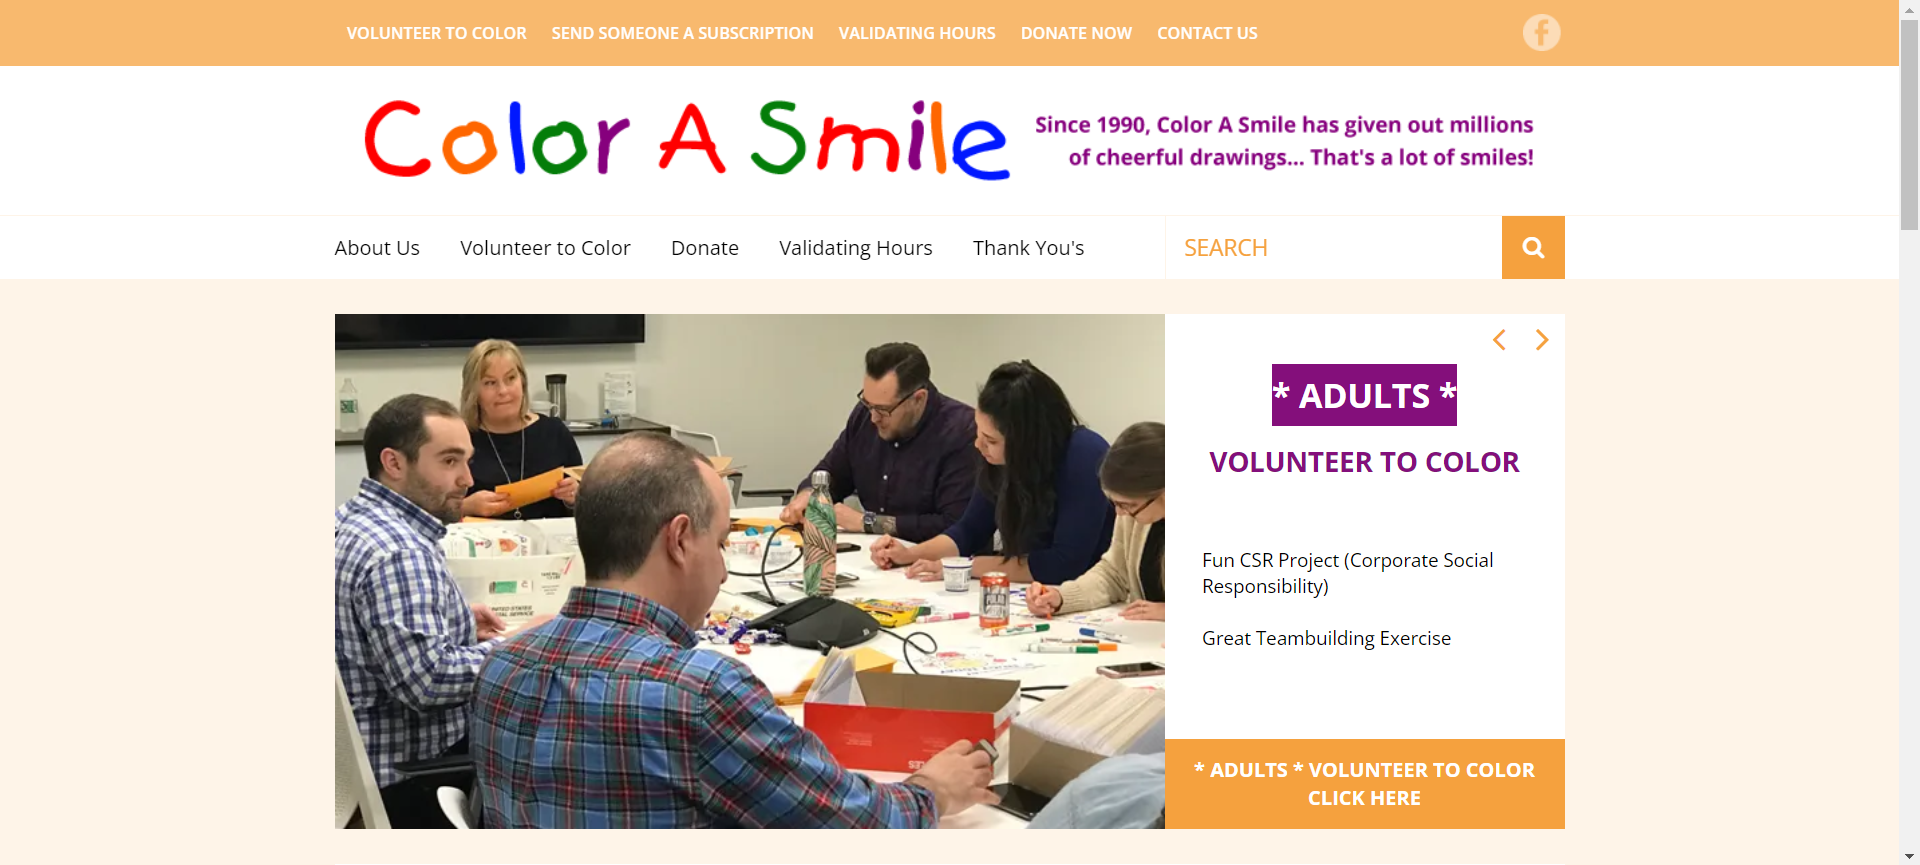 VOLUNTEER TO COLOR SEND SOMEONE A SUBSCRIPTION VALIDATING HOURS DONATE NOW CONTACT US
Color A Smile
Since 1990, Color A Smile has given out millions
of cheerful drawings... That's a lot of smiles!
About Us Volunteer to Color Donate Validating Hours Thank You's SEARCH
* ADULTS *
VOLUNTEER TO COLOR
Fun CSR Project (Corporate Social
Responsibility)
Great Teambuilding Exercise
* ADULTS * VOLUNTEER TO COLOR
CLICK HERE